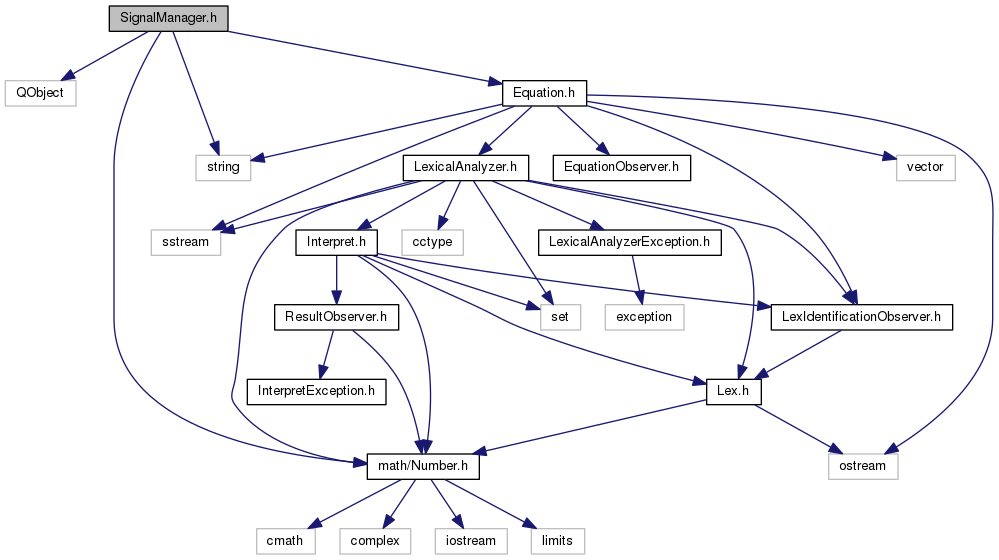 SignalManager.h
QObject
Equation.h
string
LexicalAnalyzer.h
EquationObserver.h
vector
sstream
Interpret.h
cctype
LexicalAnalyzerException.h
ResultObserver.h
set
exception
LexIdentificationObserver.h
InterpretException.h
Lex.h
math/Number.h
ostream
cmath
complex
iostream
limits